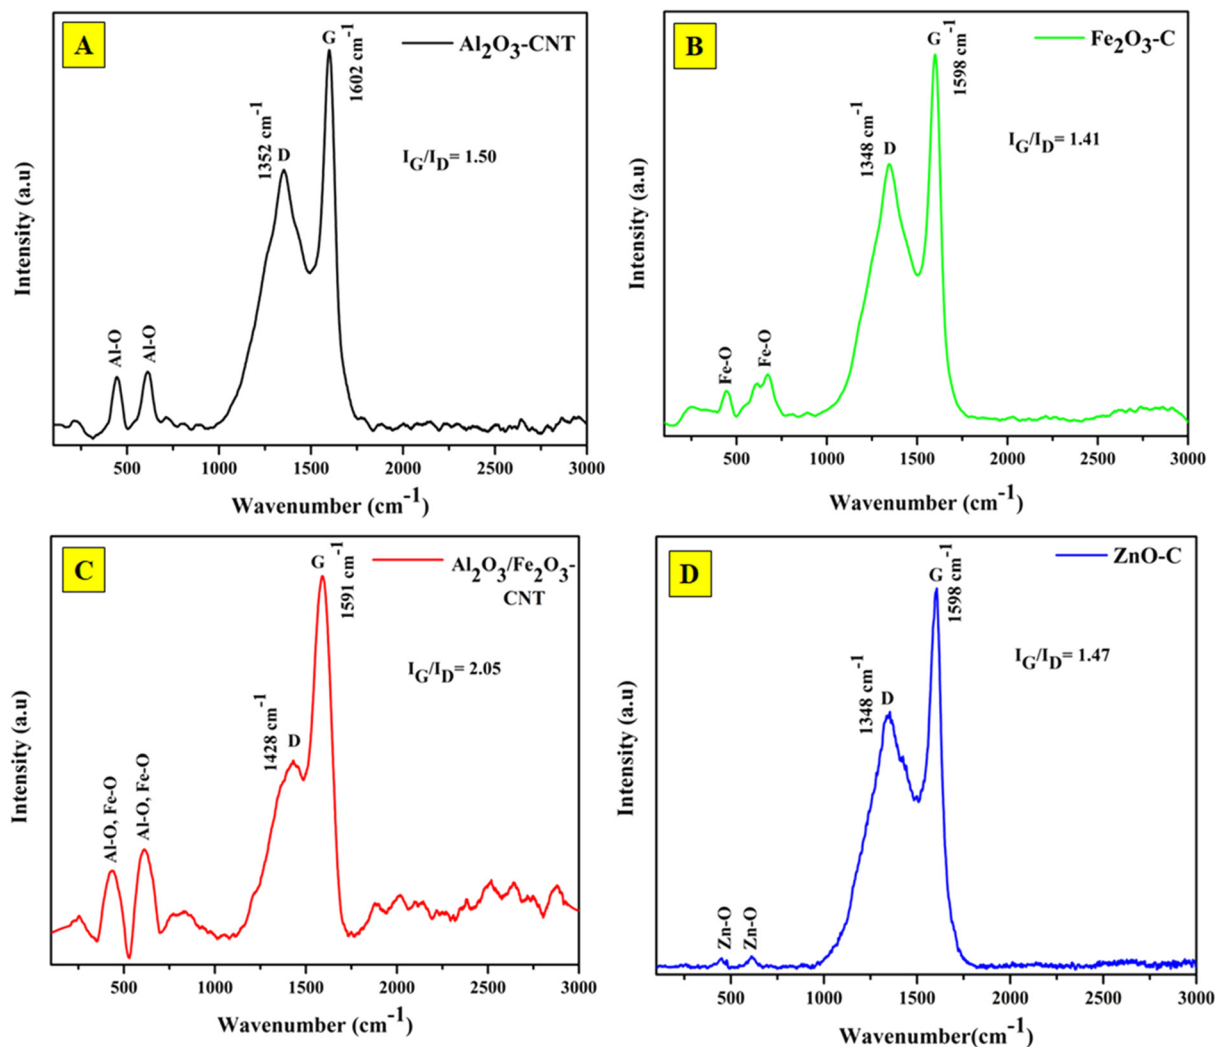 A
Al2O3-CNT
G
1602 cm-1
1352 cm-1
D
IG/ID= 1.50
Al-O
Al-O
Intensity (a.u)
500 1000 1500 2000 2500 3000
Wavenumber (cm-1)
B
Fe2O3-C
G
1598 cm-1
1348 cm-1
D
IG/ID= 1.41
Fe-O
Fe-O
Intensity (a.u)
500 1000 1500 2000 2500 3000
Wavenumber (cm-1)
C
Al2O3/Fe2O3-
CNT
G
1591 cm-1
1428 cm-1
D
IG/ID= 2.05
Al-O, Fe-O
Al-O, Fe-O
Intensity (a.u)
500 1000 1500 2000 2500 3000
Wavenumber (cm-1)
D
ZnO-C
G
1598 cm-1
1348 cm-1
D
IG/ID= 1.47
Zn-O
Zn-O
Intensity (a.u)
500 1000 1500 2000 2500 3000
Wavenumber(cm-1)